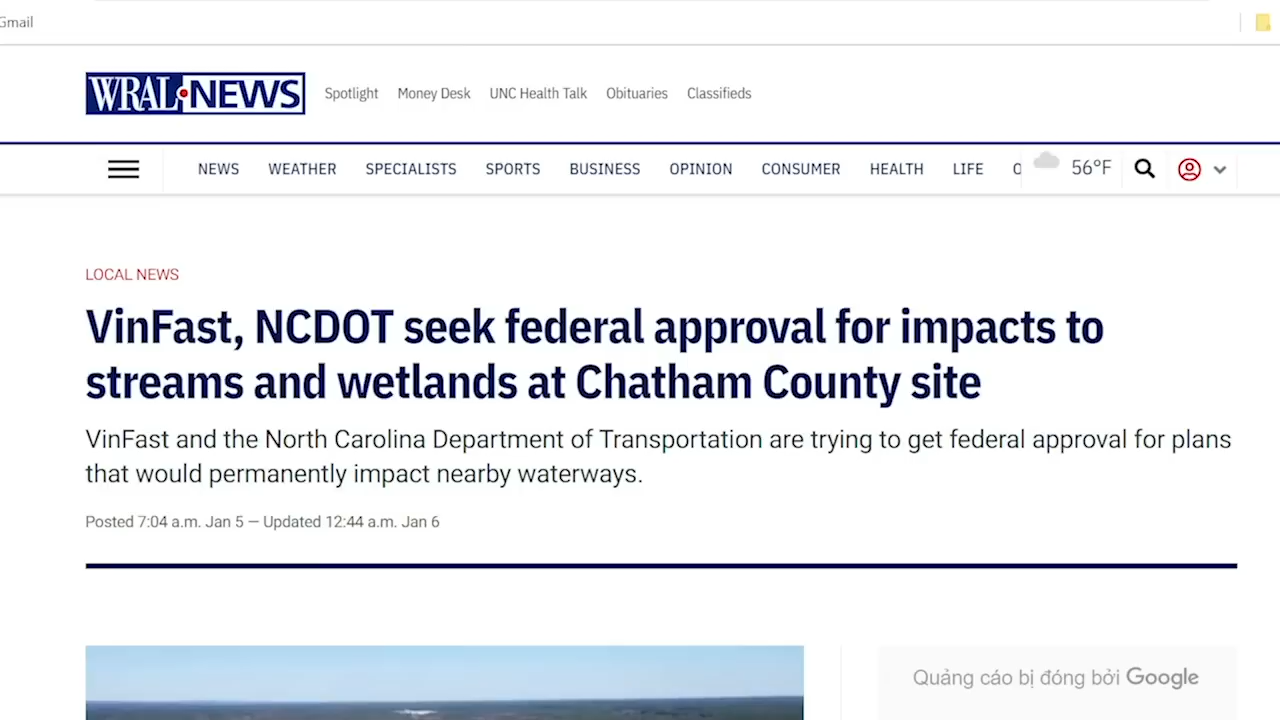 Gmail
WRAL NEWS
Spotlight Money Desk UNC Health Talk Obituaries Classifieds
NEWS WEATHER SPECIALISTS SPORTS BUSINESS OPINION CONSUMER HEALTH LIFE 56°F
LOCAL NEWS
VinFast, NCDOT seek federal approval for impacts to
streams and wetlands at Chatham County site
VinFast and the North Carolina Department of Transportation are trying to get federal approval for plans
that would permanently impact nearby waterways.
Posted 7:04 a.m. Jan 5 — Updated 12:44 a.m. Jan 6
Quảng cáo bị đóng bởi Google